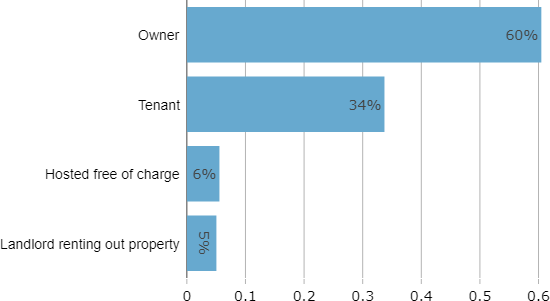 Owner 60%
Tenant 34%
Hosted free of charge 6%
Landlord renting out property 5%
0 0.1 0.2 0.3 0.4 0.5 0.6